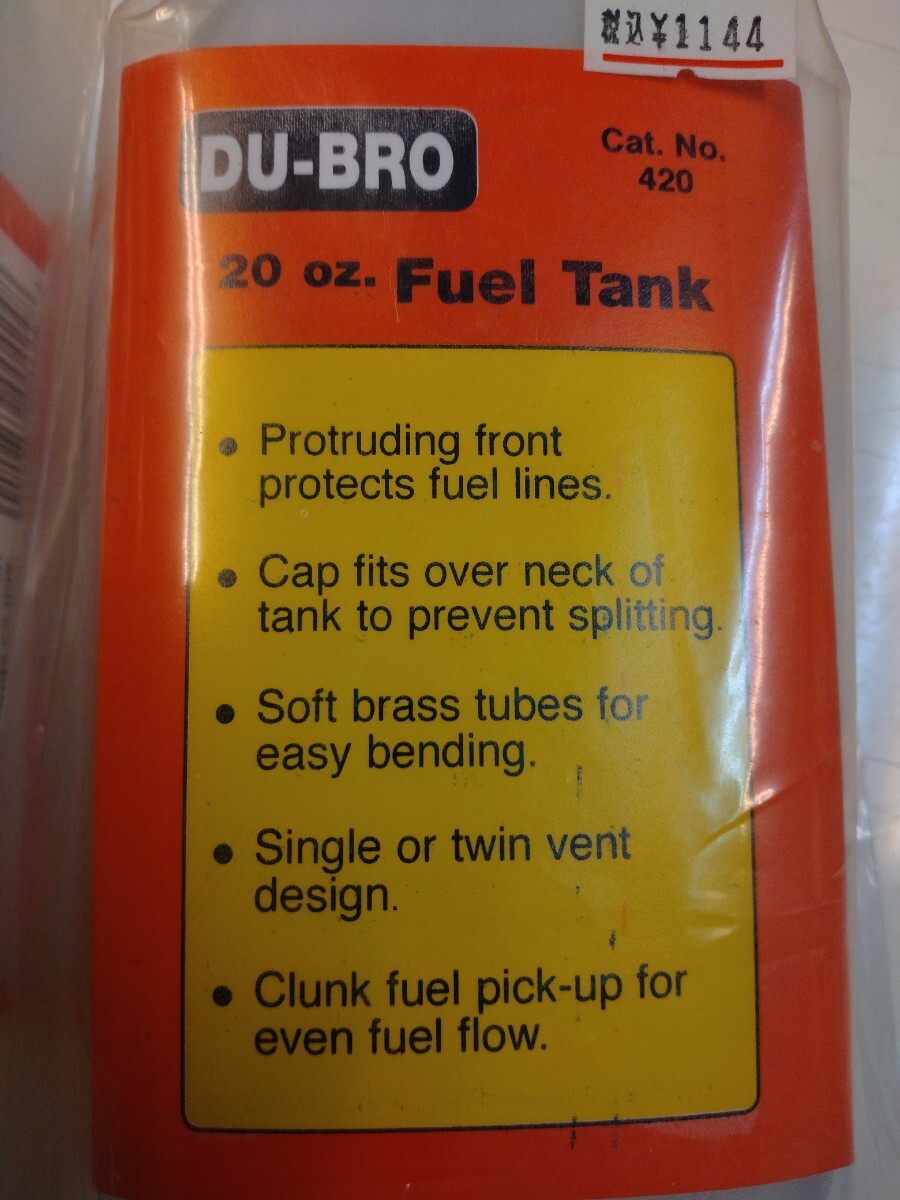 税込¥1144
DU-BRO
Cat. No.
420
20 oz. Fuel Tank
• Protruding front
protects fuel lines.
• Cap fits over neck of
tank to prevent splitting.
• Soft brass tubes for
easy bending.
• Single or twin vent
design.
• Clunk fuel pick-up for
even fuel flow.